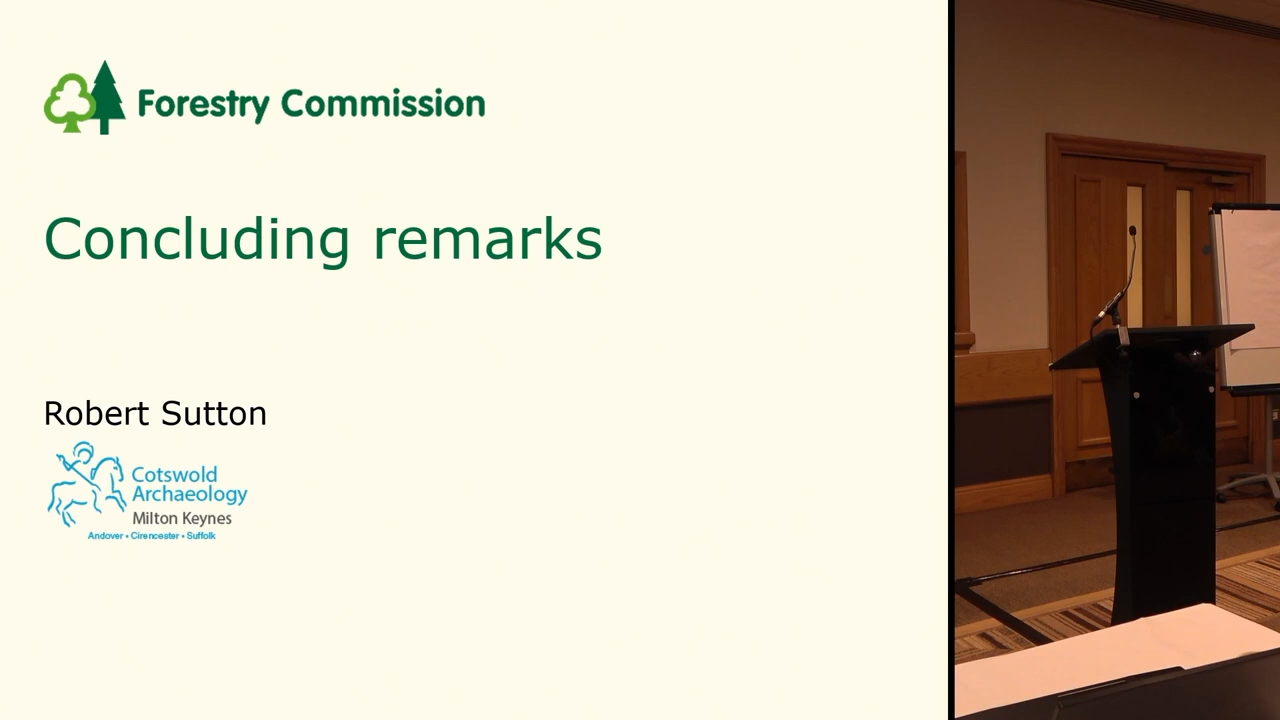 Forestry Commission
Concluding remarks
Robert Sutton
Cotswold
Archaeology
Milton Keynes
Andover • Cirencester • Suffolk